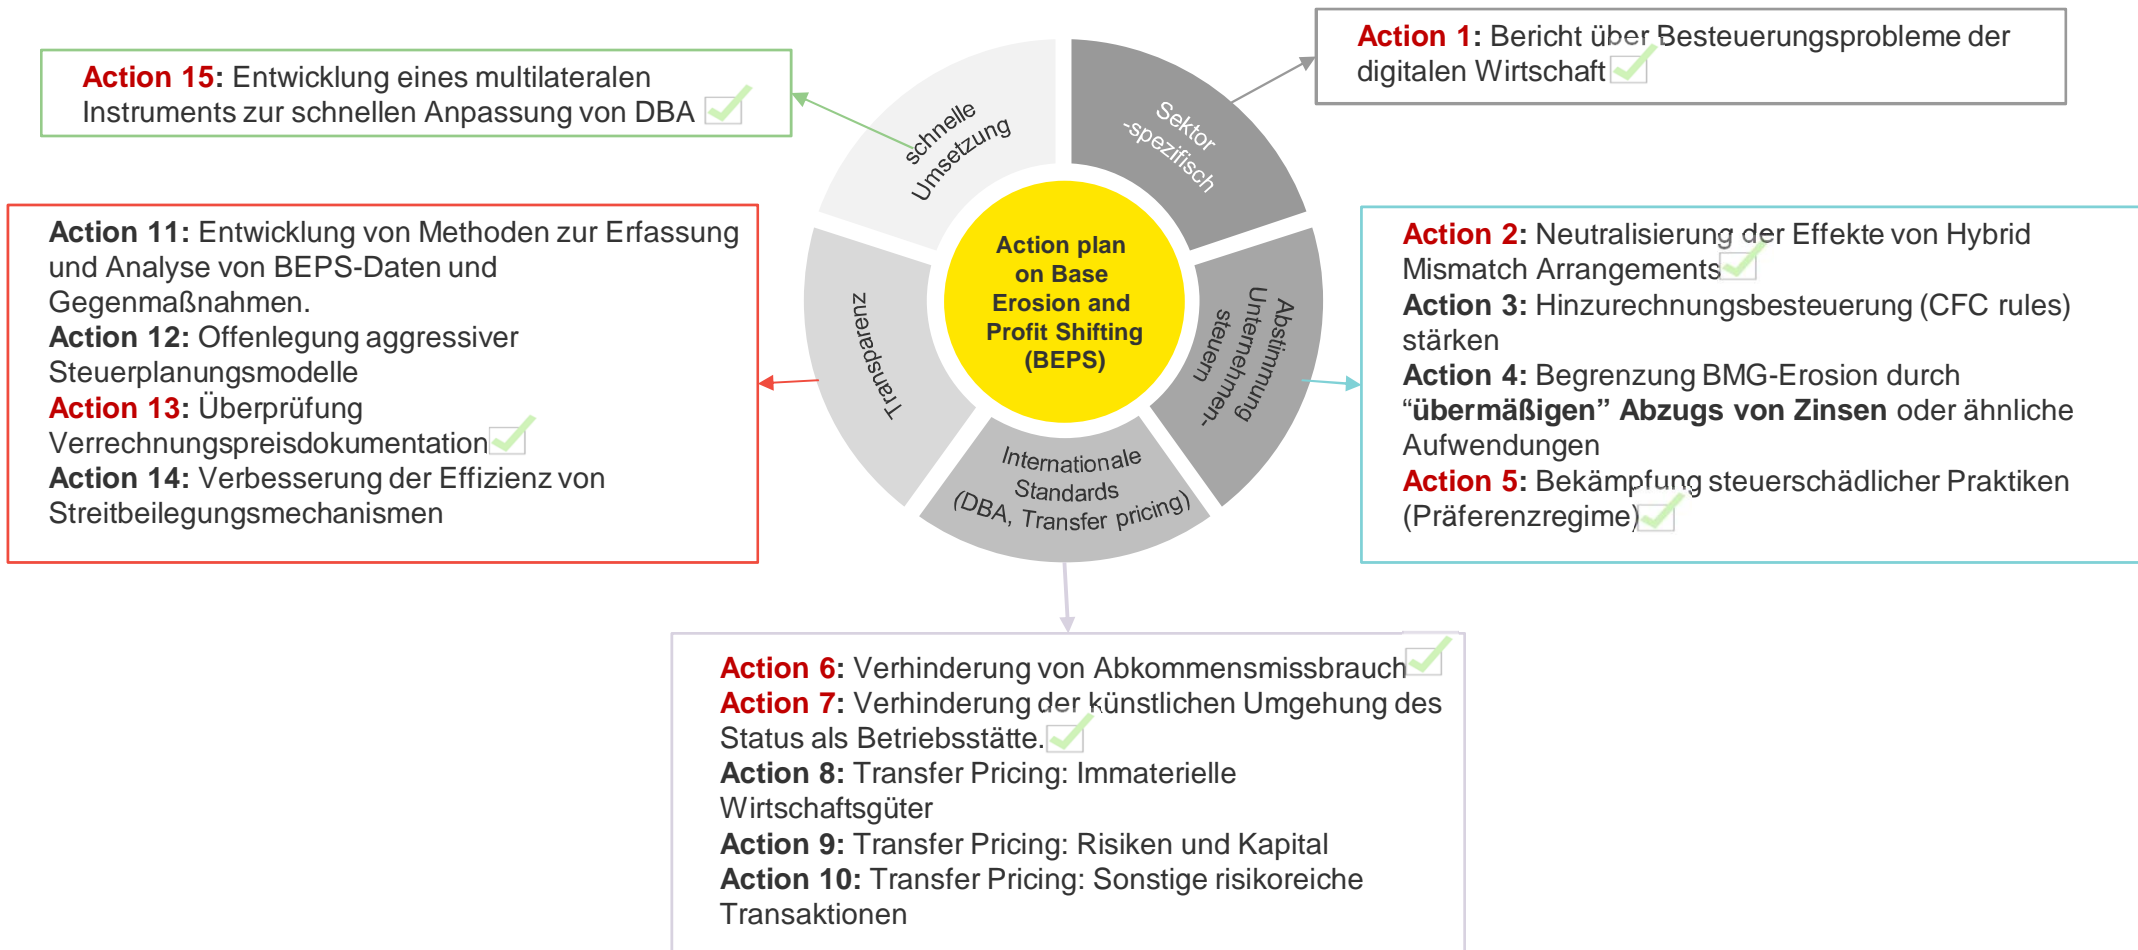 Action 15: Entwicklung eines multilateralen
Instruments zur schnellen Anpassung von DBA
Action 1: Bericht über Besteuerungsprobleme der
digitalen Wirtschaft
schnelle
Umsetzung
Sektor
-spezifisch
Action 11: Entwicklung von Methoden zur Erfassung
und Analyse von BEPS-Daten und
Gegenmaßnahmen.
Action 12: Offenlegung aggressiver
Steuerplanungsmodelle
Action 13: Überprüfung
Verrechnungspreisdokumentation
Action 14: Verbesserung der Effizienz von
Streitbeilegungsmechanismen
Transparenz
Action plan
on Base
Erosion and
Profit Shifting
(BEPS)
Abstimmung
Unternehmen-
steuern
Action 2: Neutralisierung der Effekte von Hybrid
Mismatch Arrangements
Action 3: Hinzurechnungsbesteuerung (CFC rules)
stärken
Action 4: Begrenzung BMG-Erosion durch
“übermäßigen” Abzugs von Zinsen oder ähnliche
Aufwendungen
Action 5: Bekämpfung steuerschädlicher Praktiken
(Präferenzregime)
Internationale
Standards
(DBA, Transfer pricing)
Action 6: Verhinderung von Abkommensmissbrauch
Action 7: Verhinderung der künstlichen Umgehung des
Status als Betriebsstätte.
Action 8: Transfer Pricing: Immaterielle
Wirtschaftsgüter
Action 9: Transfer Pricing: Risiken und Kapital
Action 10: Transfer Pricing: Sonstige risikoreiche
Transaktionen